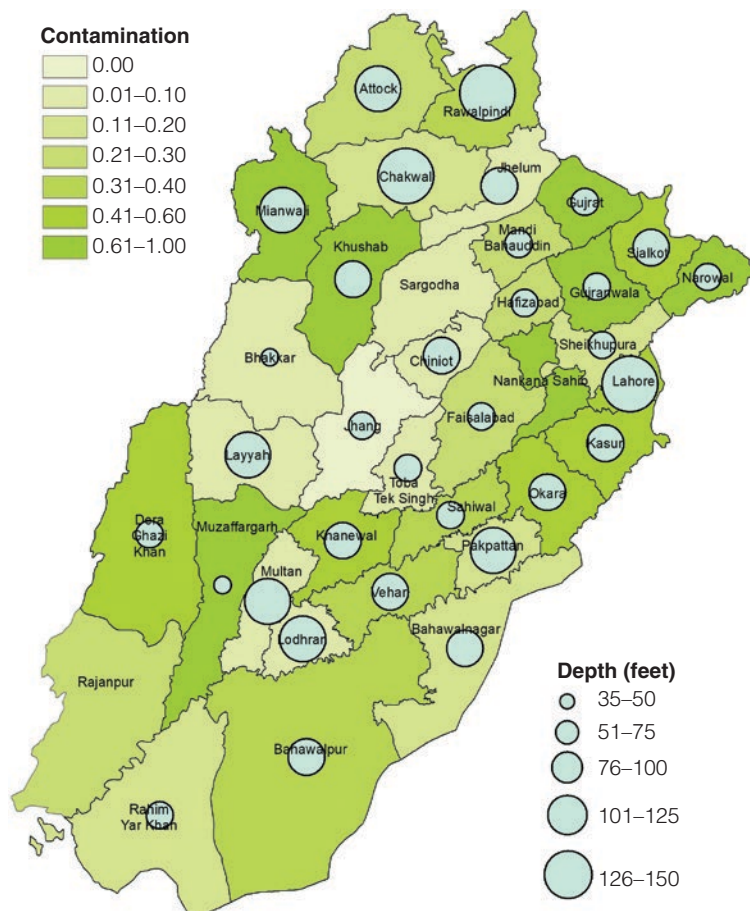 Contamination
0.00
0.01–0.10
0.11–0.20
0.21–0.30
0.31–0.40
0.41–0.60
0.61–1.00
Attock
Rawalpindi
Chakwal
Jhelum
Mianwali
Gujrat
Khushab
Mandi
Bahauddin
Sialkot
Sargodha
Gujranwala
Narowal
Hafizabad
Bhakkar
Chiniot
Sheikhupura
Nankana Sahib
Lahore
Jhang
Faisalabad
Layyah
Kasur
Toba
Tek Singh
Okara
Dera
Ghazi
Khan
Muzaffargarh
Khanewal
Sahiwal
Pakpattan
Multan
Vehari
Lodhran
Bahawalnagar
Rajanpur
Bahawalpur
Rahim
Yar Khan
Depth (feet)
35–50
51–75
76–100
101–125
126–150